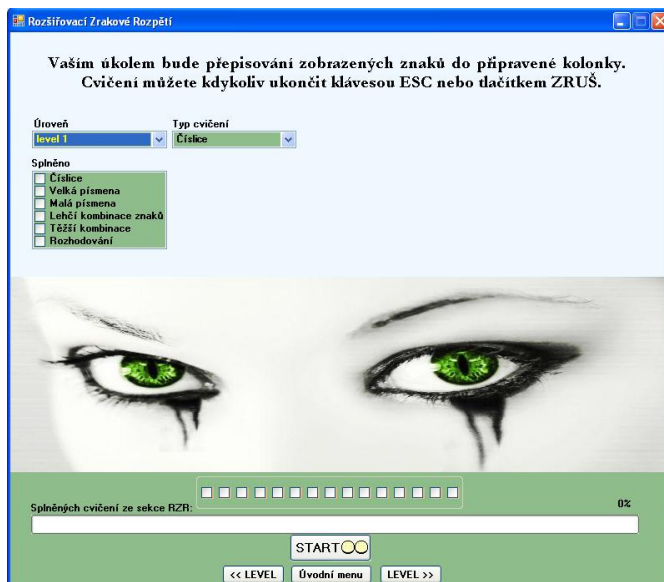 Rozšiřovací Zrakové Rozpětí
Vaším úkolem bude přepisování zobrazených znaků do připravené kolonky.
Cvičení můžete kdykoliv ukončit klávesou ESC nebo tlačítkem ZRUŠ.
Úroveň Typ cvičení
level 1 Číslice
Splněno
Číslice
Velká písmena
Malá písmena
Lehčí kombinace znaků
Těžší kombinace
Rozhodování
Splněných cvičení ze sekce RZR: 0%
START
<< LEVEL Úvodní menu LEVEL >>